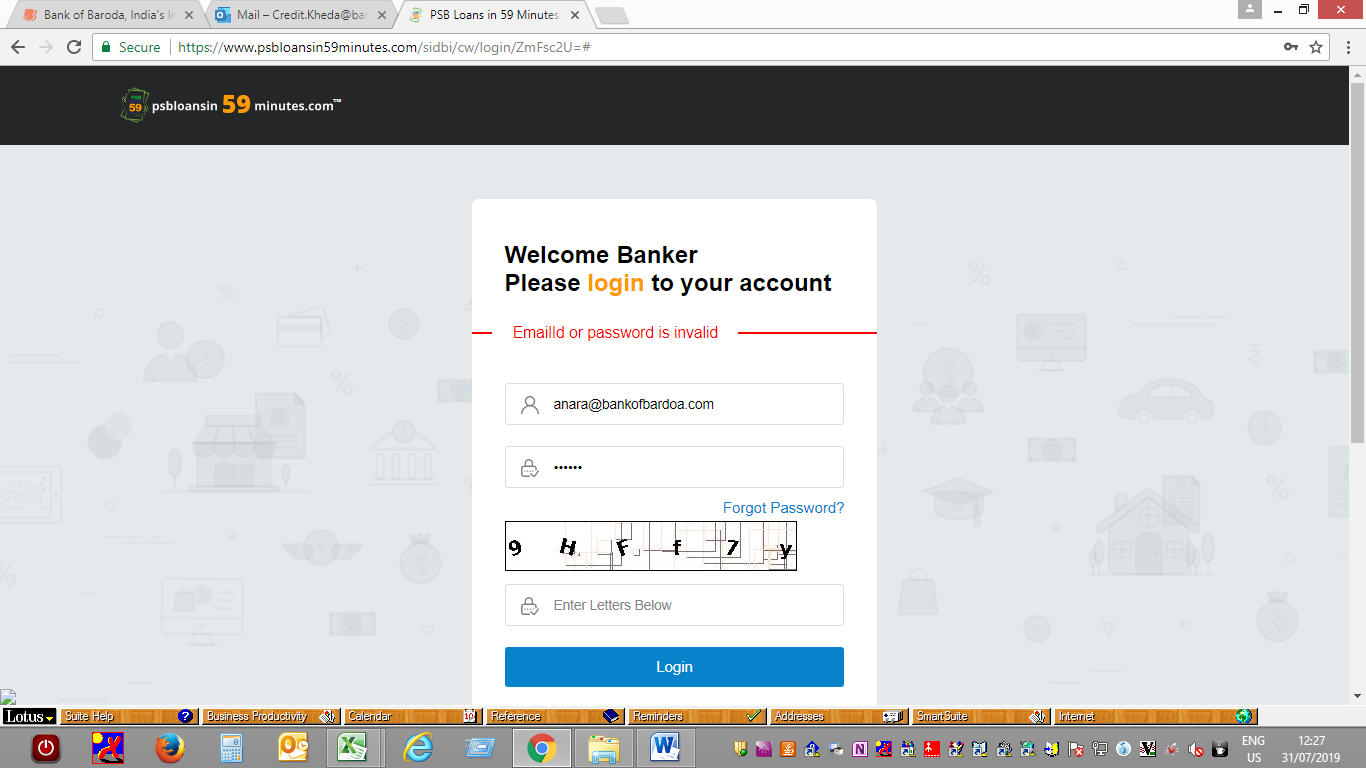 Bank of Baroda, India's In
Mail – Credit.Kheda@bar
PSB Loans in 59 Minutes:
Secure
https://www.psbloansin59minutes.com/sidbi/cw/login/ZmFsc2U=#
PSB
59
psbloansin 59 minutes.com™
Welcome Banker
Please login to your account
EmailId or password is invalid
anara@bankofbardoa.com
••••••
Forgot Password?
9 H F f 7 y
Enter Letters Below
Login
Lotus
Suite Help
Business Productivity
Calendar
Reference
Reminders
Addresses
SmartSuite
Internet
ENG
US
12:27
31/07/2019